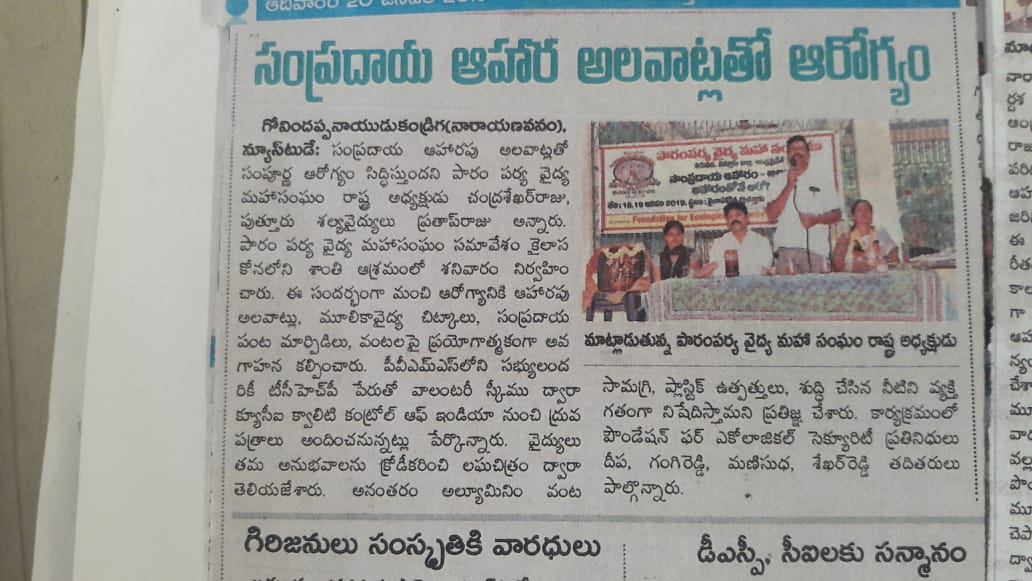 ఆదివారం 20
సంప్రదాయ ఆహార అలవాట్లతో ఆరోగ్యం
గోవిందప్పనాయుడుకండ్రిగ(నారాయణవనం),
న్యూస్‌టుడే: సంప్రదాయ ఆహారపు అలవాట్లతో
సంపూర్ణ ఆరోగ్యం సిద్ధిస్తుందని పారం పర్య వైద్య
మహాసంఘం రాష్ట్ర అధ్యక్షుడు చంద్రశేఖర్‌రాజు,
పుత్తూరు శల్యవైద్యులు ప్రతాప్‌రాజు అన్నారు.
పారం పర్య వైద్య మహాసంఘం సమావేశం కైలాస
కోనలోని శాంతి ఆశ్రమంలో శనివారం నిర్వహిం
చారు. ఈ సందర్భంగా మంచి ఆరోగ్యానికి ఆహారపు
అలవాట్లు, మూలికావైద్య చిట్కాలు, సంప్రదాయ
పంట మార్పిడిలు, వంటలపై ప్రయోగాత్మకంగా అవ
గాహన కల్పించారు. పీవీఎమ్‌ఎస్‌లోని సభ్యులంద
రికీ టీసీహెచ్‌పీ పేరుతో వాలంటరీ స్కీము ద్వారా
క్యూసీఐ క్వాలిటి కంట్రోల్‌ ఆఫ్‌ ఇండియా నుంచి ధ్రువ
పత్రాలు అందించనున్నట్లు పేర్కొన్నారు. వైద్యులు
తమ అనుభవాలను క్రోడీకరించి లఘుచిత్రం ద్వారా
తెలియజేశారు. అనంతరం అల్యూమినిం వంట
పారంపర్య వైద్య మహా
సాంప్రదాయ ఆహారం
Foundation for Ecological
మాట్లాడుతున్న పారంపర్య వైద్య మహా సంఘం రాష్ట్ర అధ్యక్షుడు
సామగ్రి, ప్లాస్టిక్‌ ఉత్పత్తులు, శుద్ధి చేసిన నీటిని వ్యక్తి
గతంగా నిషేదిస్తామని ప్రతిజ్ఞ చేశారు. కార్యక్రమంలో
పౌండేషన్‌ ఫర్‌ ఎకోలాజికల్‌ సెక్యూరిటీ ప్రతినిధులు
దీప, గంగిరెడ్డి, మణిసుధ, శేఖర్‌రెడ్డి తదితరులు
పాల్గొన్నారు.
గిరిజనులు సంస్కృతికి వారధులు
డీఎస్పీ, సీఐలకు సన్మానం